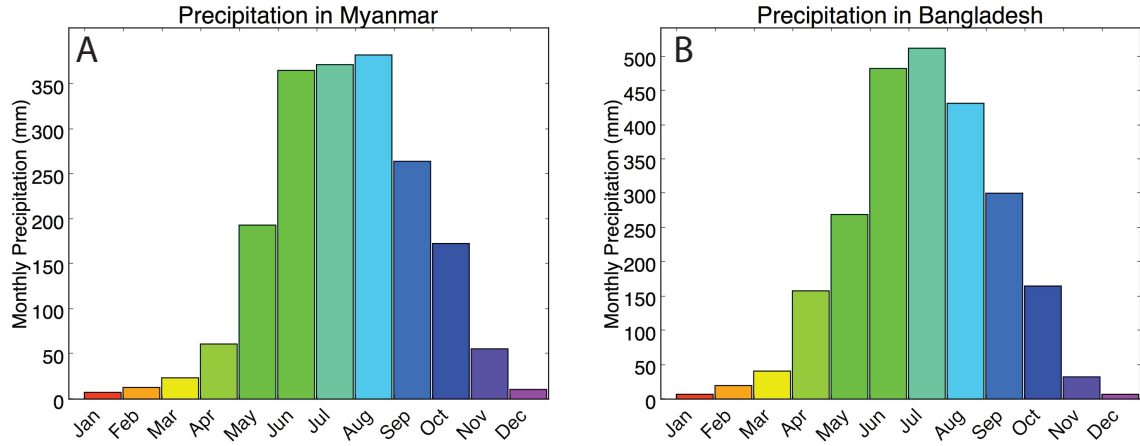 Precipitation in Myanmar
A
Monthly Precipitation (mm)
350
300
250
200
150
100
50
0
Jan Feb Mar Apr May Jun Jul Aug Sep Oct Nov Dec
Precipitation in Bangladesh
B
Monthly Precipitation (mm)
500
450
400
350
300
250
200
150
100
50
0
Jan Feb Mar Apr May Jun Jul Aug Sep Oct Nov Dec